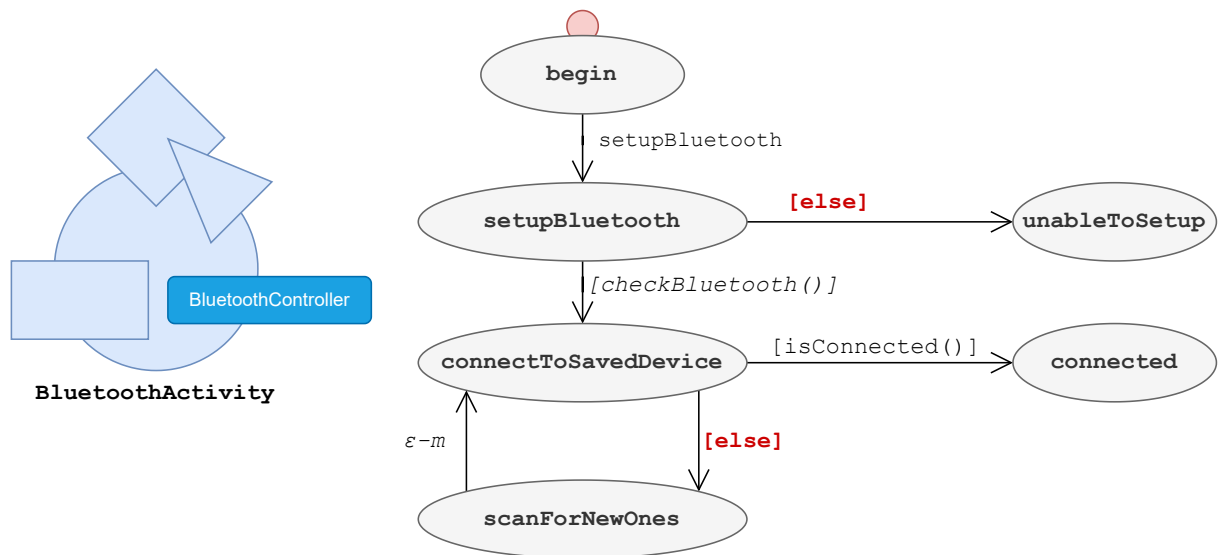 begin
setupBluetooth
setupBluetooth
[else]
unableToSetup
[checkBluetooth()]
BluetoothController
BluetoothActivity
connectToSavedDevice
[isConnected()]
connected
ε-m
[else]
scanForNewOnes